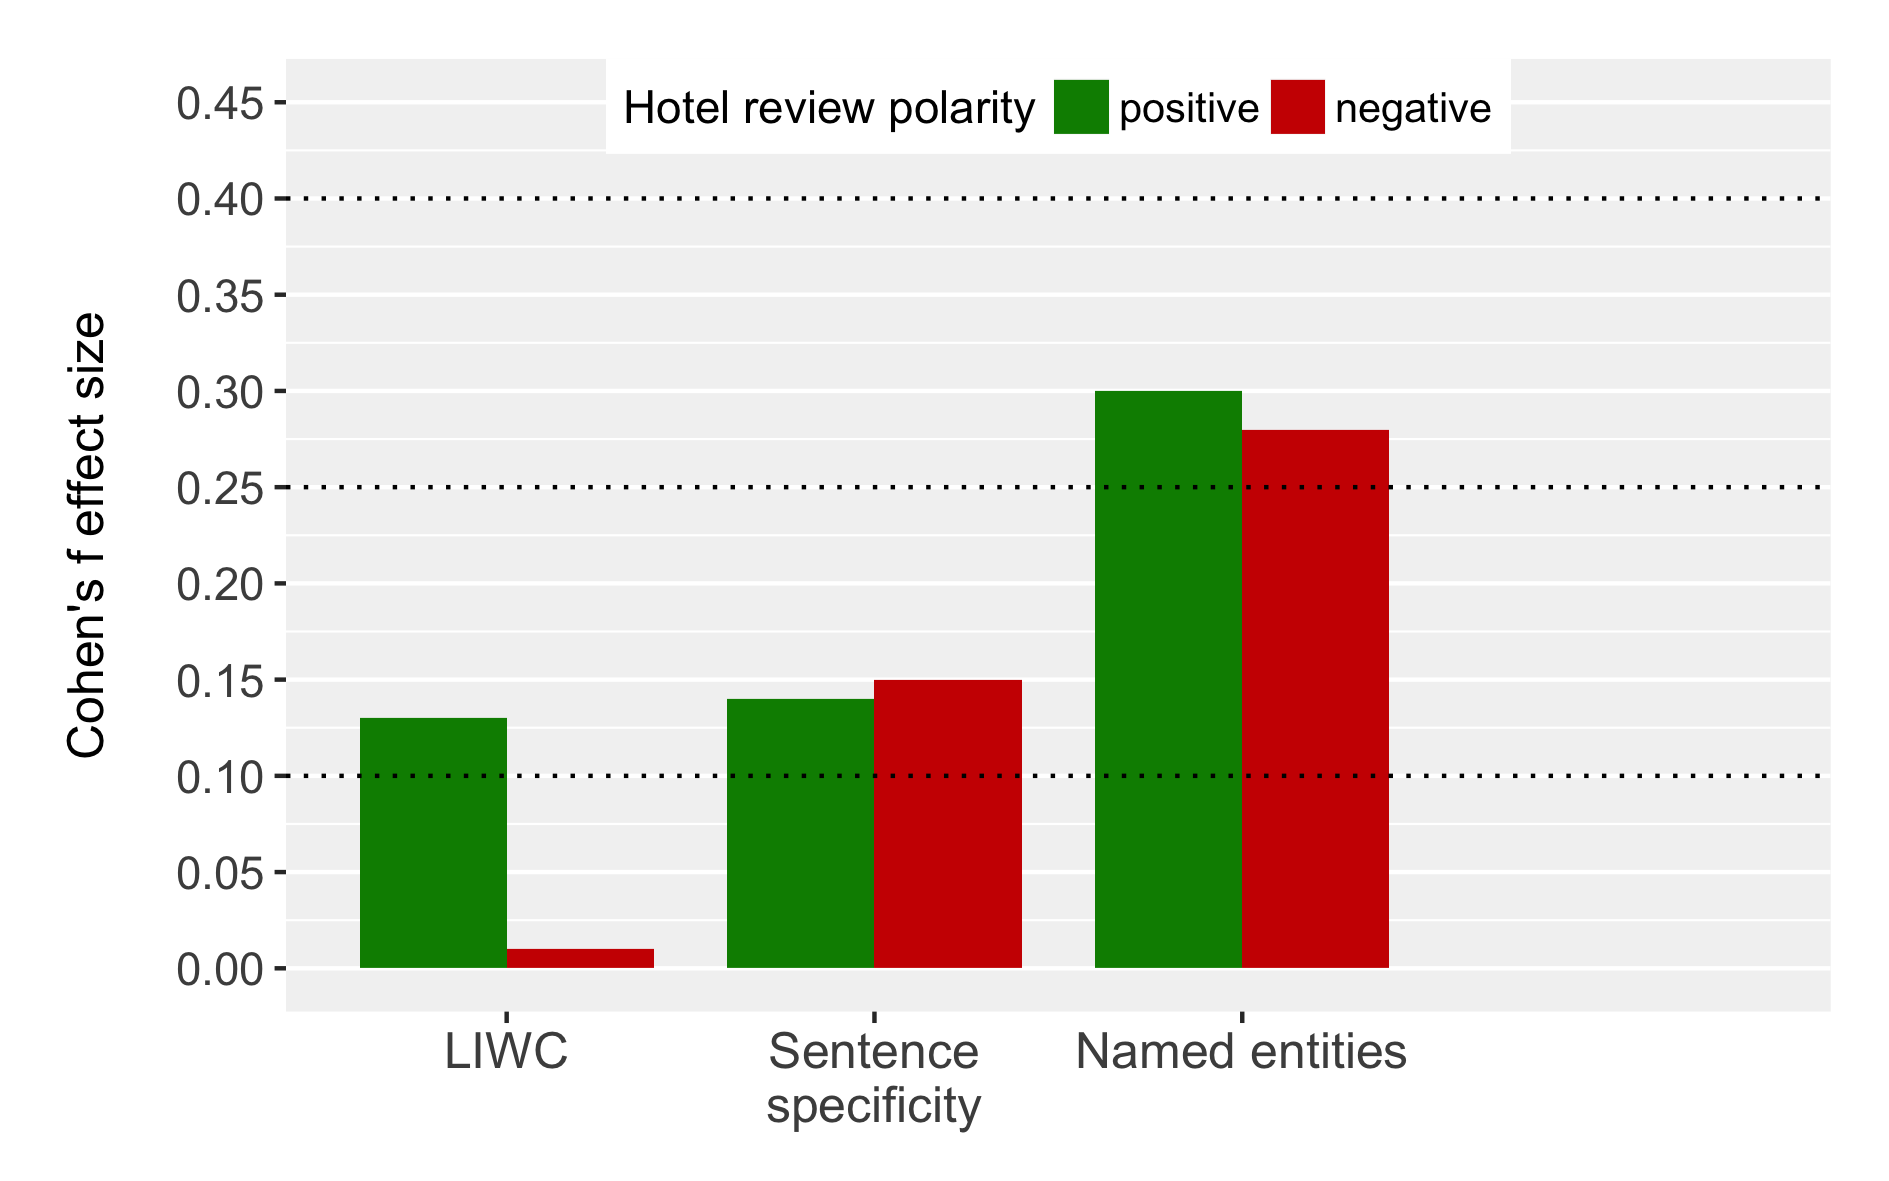 Hotel review polarity positive negative
Cohen's f effect size
0.45
0.40
0.35
0.30
0.25
0.20
0.15
0.10
0.05
0.00
LIWC
Sentence
specificity
Named entities